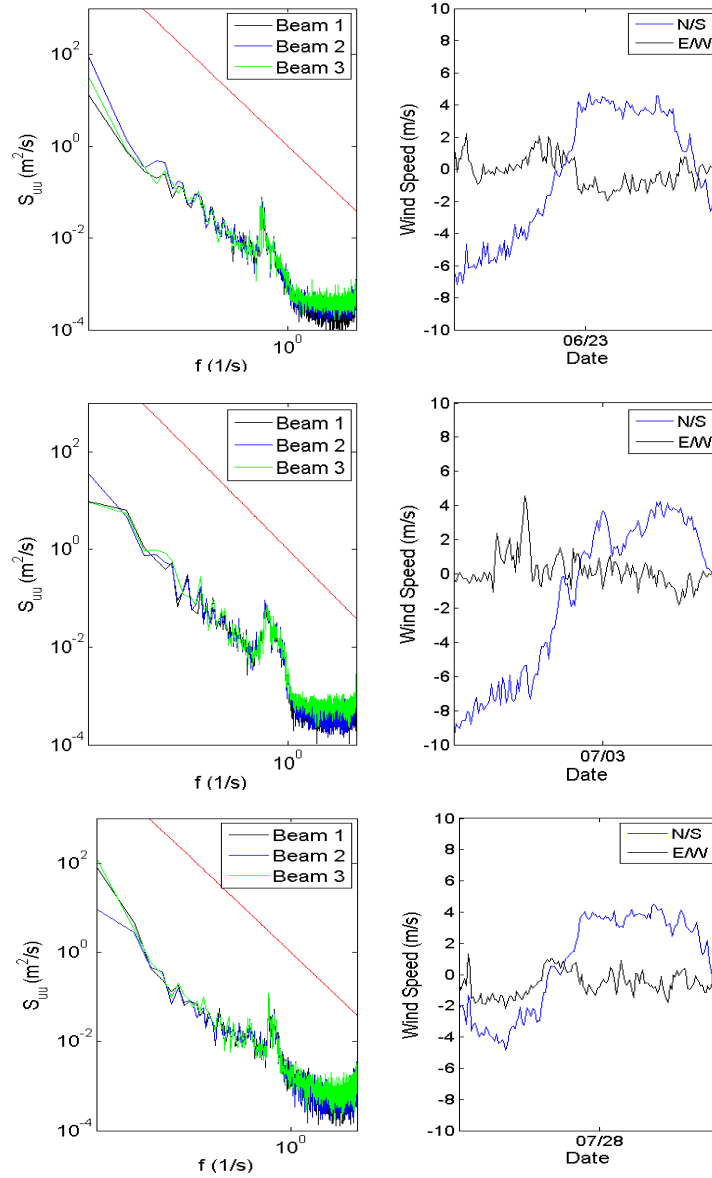 10^2
10^0
10^-2
10^-4
S_uu (m^2/s)
10^0
f (1/s)
Beam 1
Beam 2
Beam 3
10
8
6
4
2
0
-2
-4
-6
-8
-10
Wind Speed (m/s)
06/23
Date
N/S
E/W
10^2
10^0
10^-2
10^-4
S_uu (m^2/s)
10^0
f (1/s)
Beam 1
Beam 2
Beam 3
10
8
6
4
2
0
-2
-4
-6
-8
-10
Wind Speed (m/s)
07/03
Date
N/S
E/W
10^2
10^0
10^-2
10^-4
S_uu (m^2/s)
10^0
f (1/s)
Beam 1
Beam 2
Beam 3
10
8
6
4
2
0
-2
-4
-6
-8
-10
Wind Speed (m/s)
07/28
Date
N/S
E/W